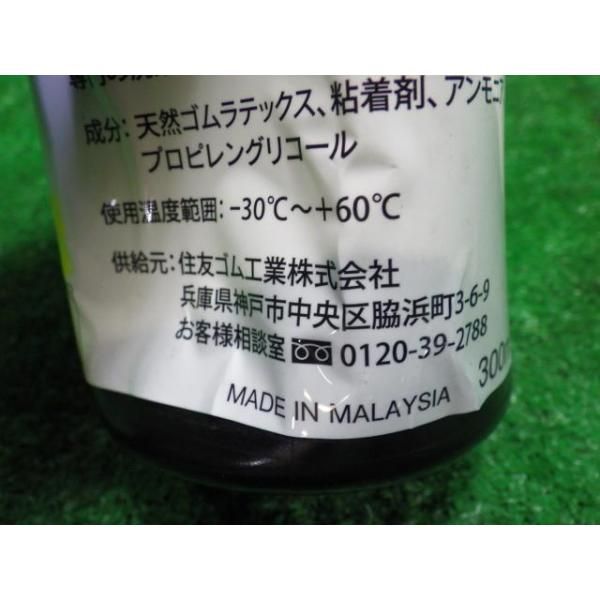 成分：天然ゴムラテックス、粘着剤、アンモニア
プロピレングリコール
使用温度範囲：-30℃～+60℃
供給元：住友ゴム工業株式会社
兵庫県神戸市中央区脇浜町3-6-9
お客様相談室 0120-39-2788
MADE IN MALAYSIA 300m